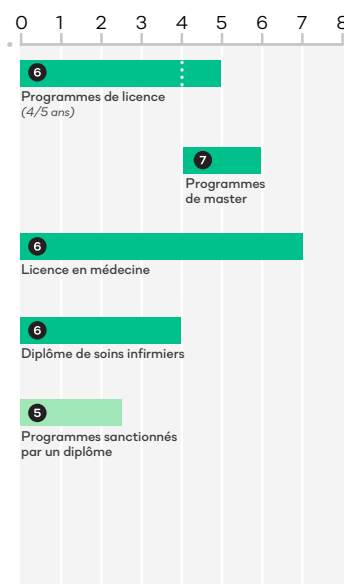 0 1 2 3 4 5 6 7 8
6
Programmes de licence
(4/5 ans)
7
Programmes
de master
6
Licence en médecine
6
Diplôme de soins infirmiers
5
Programmes sanctionnés
par un diplôme